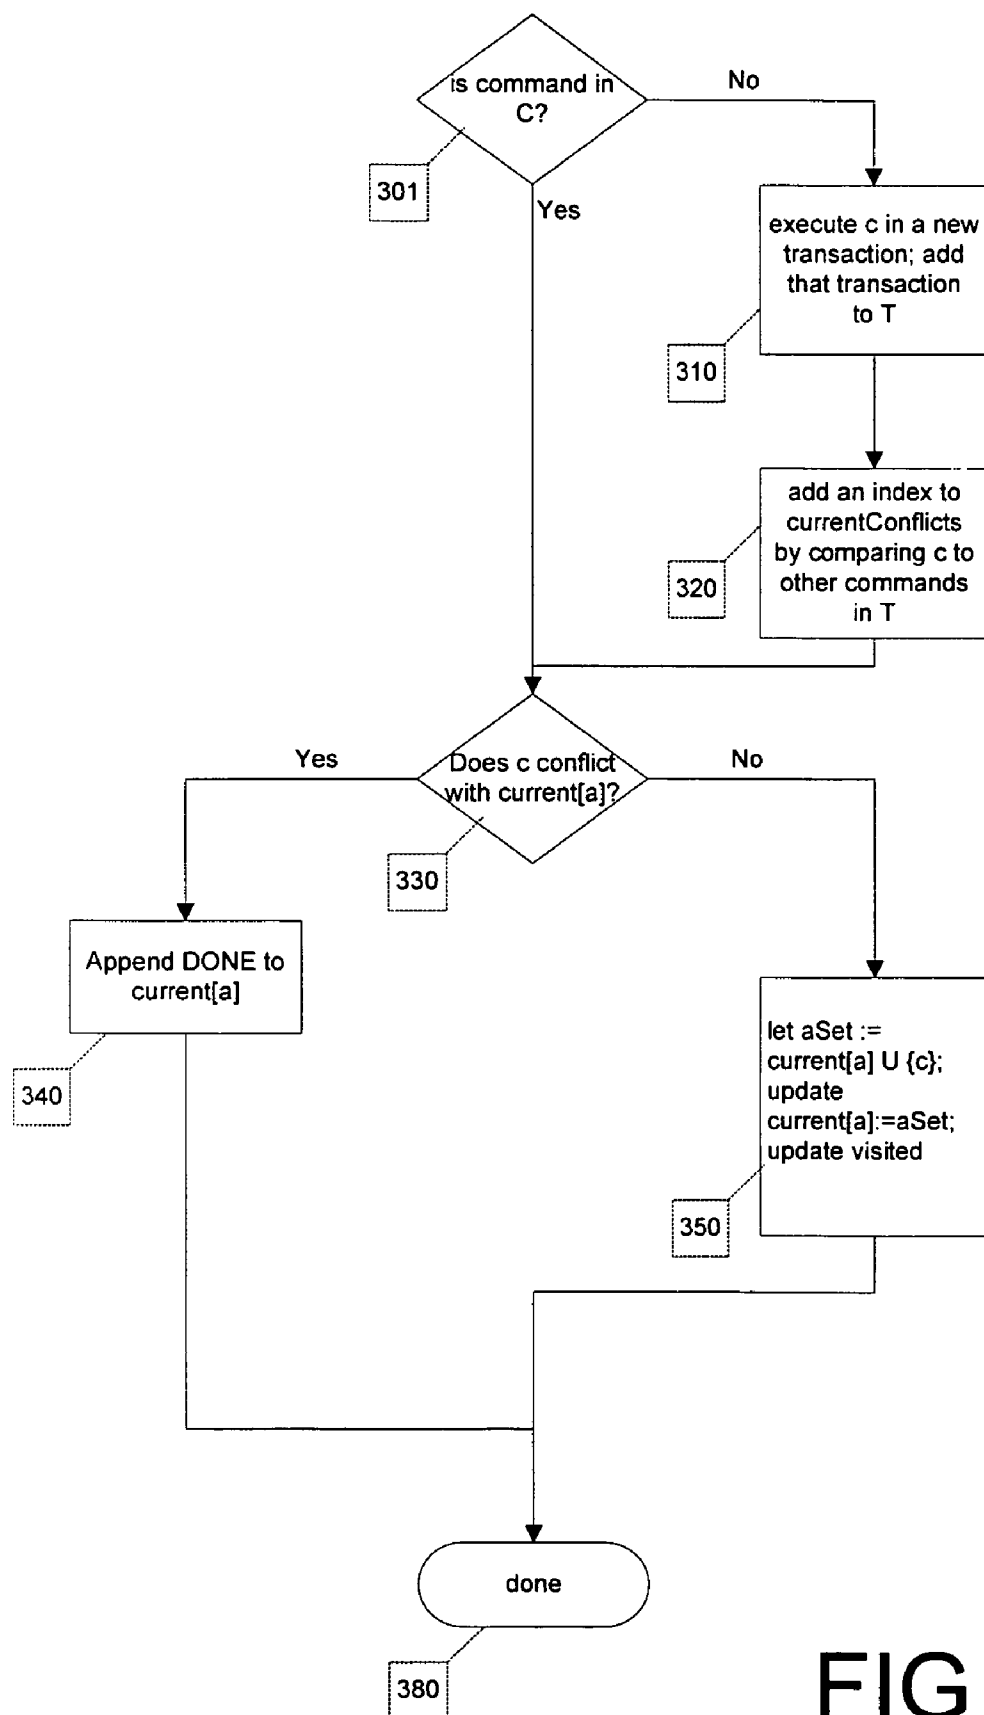 is command in
C?
No
301
Yes
execute c in a new
transaction; add
that transaction
to T
310
add an index to
currentConflicts
by comparing c to
other commands
in T
320
Yes
Does c conflict
with current[a]?
No
330
Append DONE to
current[a]
340
let aSet :=
current[a] U {c};
update
current[a]:=aSet;
update visited
350
done
380
FIG